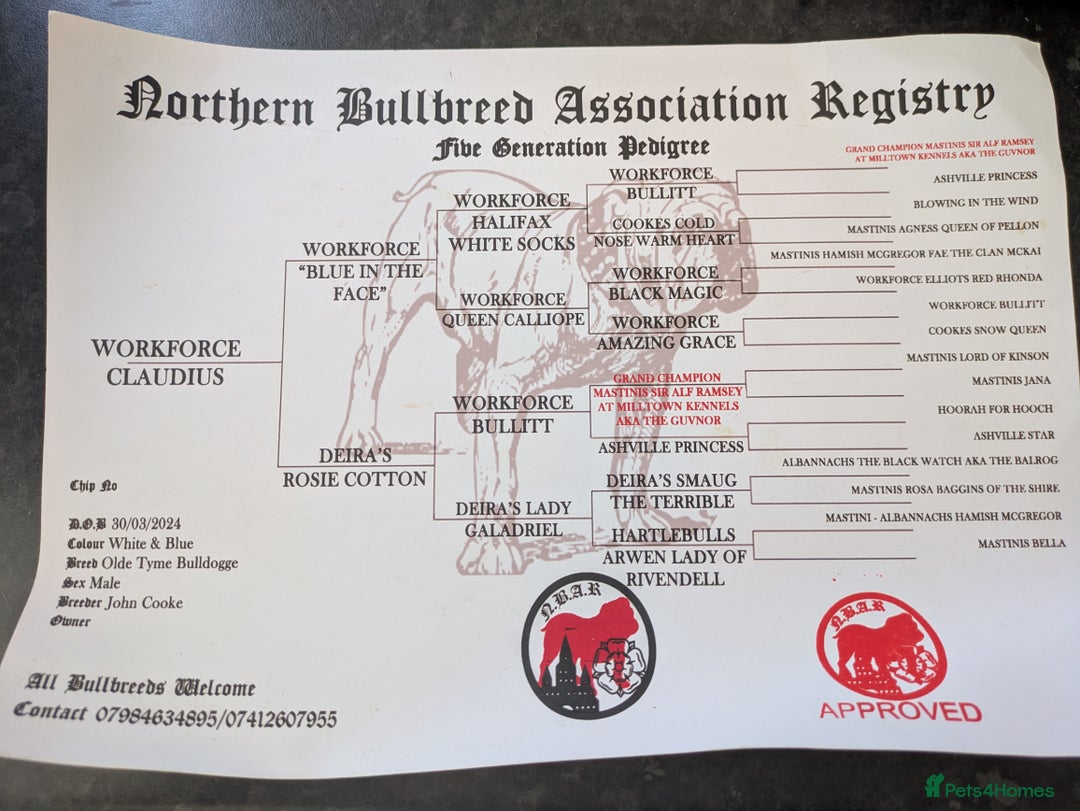 Northern Bullbreed Association Registry
Five Generation Pedigree
WORKFORCE
CLAUDIUS
WORKFORCE
"BLUE IN THE
FACE"
DEIRA'S
ROSIE COTTON
WORKFORCE
HALIFAX
WHITE SOCKS
WORKFORCE
QUEEN CALLIOPE
WORKFORCE
BULLITT
DEIRA'S LADY
GALADRIEL
WORKFORCE
BULLITT
COOKES COLD
NOSE WARM HEART
WORKFORCE
BLACK MAGIC
WORKFORCE
AMAZING GRACE
GRAND CHAMPION
MASTINIS SIR ALF RAMSEY
AT MILLTOWN KENNELS
AKA THE GUVNOR
ASHVILLE PRINCESS
DEIRA'S SMAUG
THE TERRIBLE
HARTLEBULLS
ARWEN LADY OF
RIVENDELL
GRAND CHAMPION MASTINIS SIR ALF RAMSEY
AT MILLTOWN KENNELS AKA THE GUVNOR
ASHVILLE PRINCESS
BLOWING IN THE WIND
MASTINIS AGNESS QUEEN OF PELLON
MASTINIS HAMISH MCGREGOR FAE THE CLAN MCKAI
WORKFORCE ELLIOTS RED RHONDA
WORKFORCE BULLITT
COOKES SNOW QUEEN
MASTINIS LORD OF KINSON
MASTINIS JANA
HOORAH FOR HOOCH
ASHVILLE STAR
ALBANNACHS THE BLACK WATCH AKA THE BALROG
MASTINIS ROSA BAGGINS OF THE SHIRE
MASTINI - ALBANNACHS HAMISH MCGREGOR
MASTINIS BELLA
Chip No
D.O.B 30/03/2024
Colour White & Blue
Breed Olde Tyme Bulldogge
Sex Male
Breeder John Cooke
Owner
All Bullbreeds Welcome
Contact 07984634895/07412607955
N.B.A.R
N.B.A.R
APPROVED
Pets4Homes